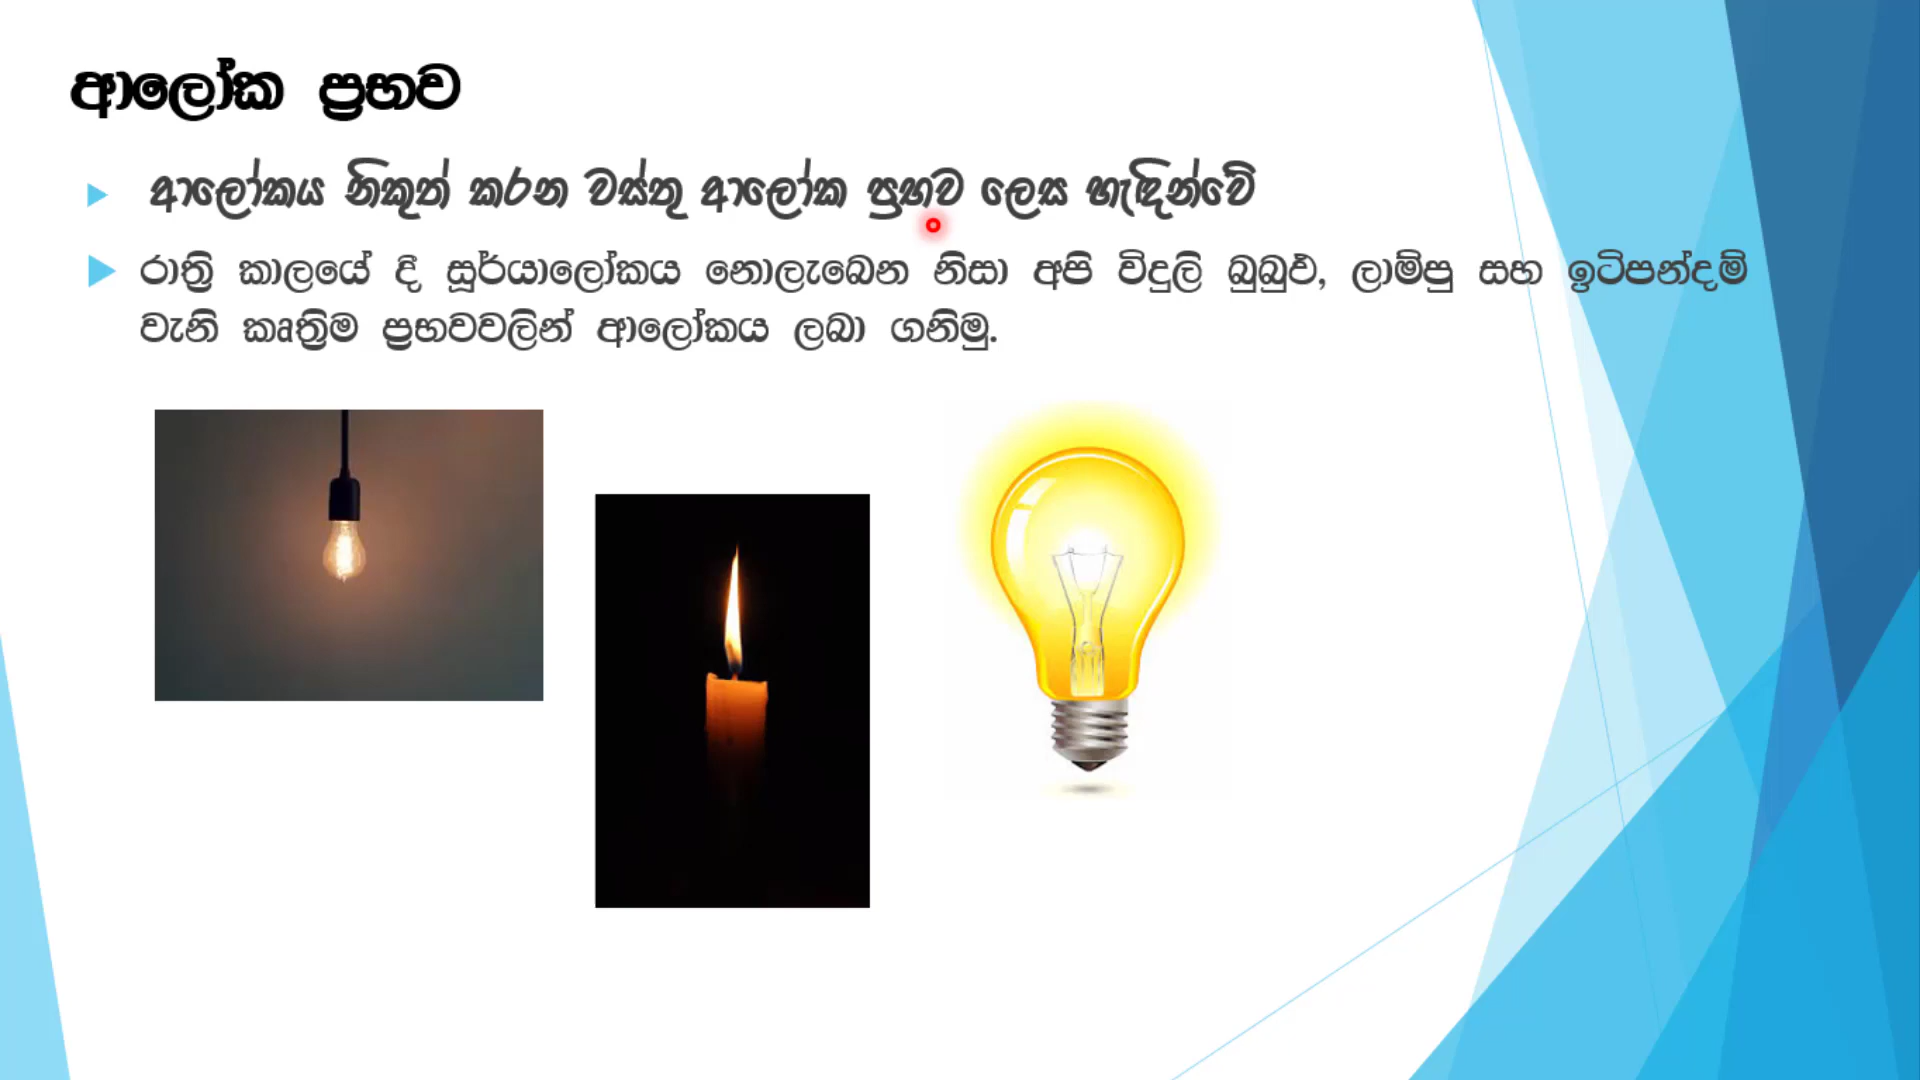 ආලෝක ප්‍රභව
ආලෝකය නිකුත් කරන වස්තු ආලෝක ප්‍රභව ලෙස හැඳින්වේ
රාත්‍රි කාලයේ දී සූර්යාලෝකය නොලැබෙන නිසා අපි විදුලි බුබුළු, ලාම්පු සහ ඉටිපන්දම්
වැනි කෘත්‍රිම ප්‍රභවවලින් ආලෝකය ලබා ගනිමු.